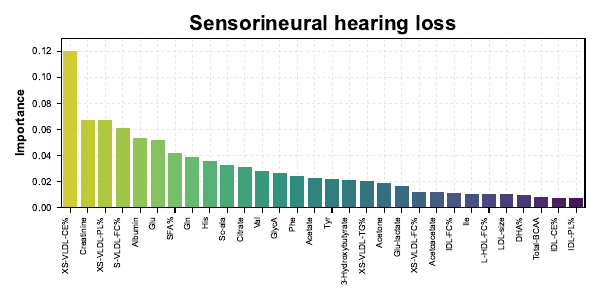 Sensorineural hearing loss
Importance
0.12
0.10
0.08
0.06
0.04
0.02
0.00
XS-VLDL-CE%
Creatinine
XS-VLDL-PL%
S-VLDL-FC%
Albumin
Glu
SFA%
Gln
His
Sc-ala
Citrate
Val
GlycA
Phe
Acetate
Tyr
3-Hydroxybutyrate
XS-VLDL-TG%
Acetone
Glu-lactate
XS-VLDL-FC%
Acetoacetate
IDL-FC%
Ile
L-HDL-FC%
LDL-size
DHA%
Total-BCAA
IDL-CE%
IDL-PL%